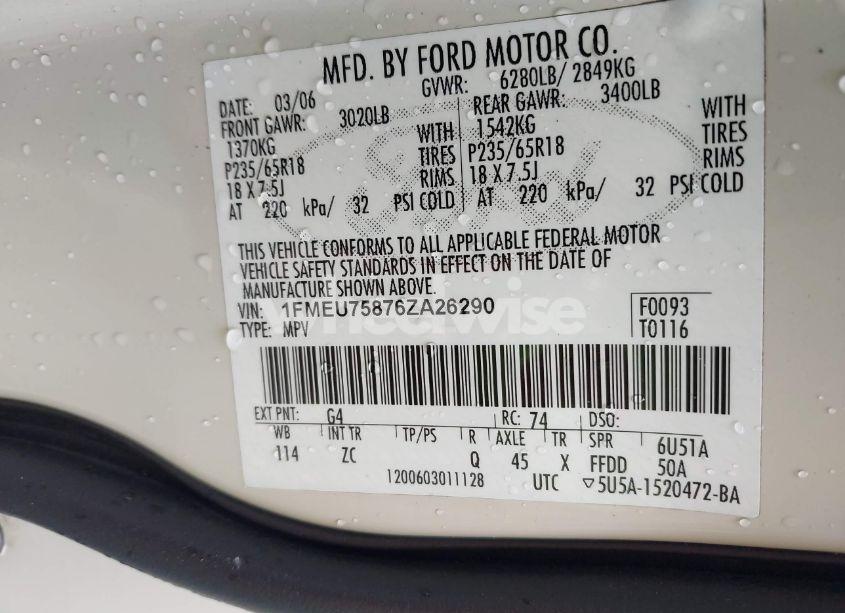 MFD. BY FORD MOTOR CO.
DATE: 03/06 GVWR: 6280LB/ 2849KG
FRONT GAWR: 3020LB REAR GAWR: 3400LB
1370KG WITH 1542KG WITH
P235/65R18 TIRES P235/65R18 TIRES
18 X 7.5J RIMS 18 X 7.5J RIMS
AT 220 kPa/ 32 PSI COLD AT 220 kPa/ 32 PSI COLD
THIS VEHICLE CONFORMS TO ALL APPLICABLE FEDERAL MOTOR
VEHICLE SAFETY STANDARDS IN EFFECT ON THE DATE OF
MANUFACTURE SHOWN ABOVE.
VIN: 1FMEU75876ZA26290 F0093
TYPE: MPV T0116
wheelwise
EXT PNT: G4 RC: 74 DSO:
WB INT TR TP/PS R AXLE TR SPR 6U51A
114 ZC Q 45 X FFDD 50A
1200603011128 UTC ▽5U5A-1520472-BA